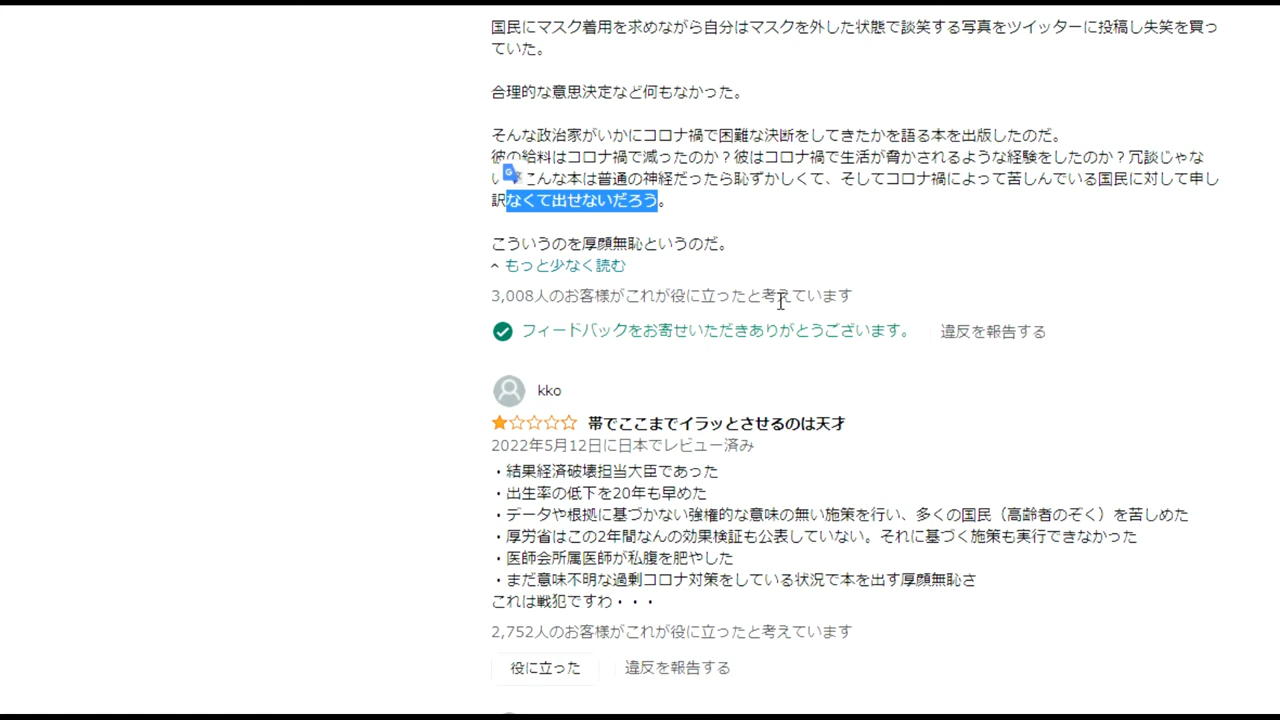 国民にマスク着用を求めながら自分はマスクを外した状態で談笑する写真をツイッターに投稿し失笑を買っ
ていた。
合理的な意思決定など何もなかった。
そんな政治家がいかにコロナ禍で困難な決断をしてきたかを語る本を出版したのだ。
彼の給料はコロナ禍で減ったのか？彼はコロナ禍で生活が脅かされるような経験をしたのか？冗談じゃな
い こんな本は普通の神経だったら恥ずかしくて、そしてコロナ禍によって苦しんでいる国民に対して申し
訳なくて出せないだろう。
こういうのを厚顔無恥というのだ。
もっと少なく読む
3,008人のお客様がこれが役に立ったと考えています
フィードバックをお寄せいただきありがとうございます。 違反を報告する
kko
帯でここまでイラッとさせるのは天才
2022年5月12日に日本でレビュー済み
・結果経済破壊担当大臣であった
・出生率の低下を20年も早めた
・データや根拠に基づかない強権的な意味の無い施策を行い、多くの国民（高齢者のぞく）を苦しめた
・厚労省はこの2年間なんの効果検証も公表していない。それに基づく施策も実行できなかった
・医師会所属医師が私腹を肥やした
・まだ意味不明な過剰コロナ対策をしている状況で本を出す厚顔無恥さ
これは戦犯ですわ・・・
2,752人のお客様がこれが役に立ったと考えています
役に立った 違反を報告する